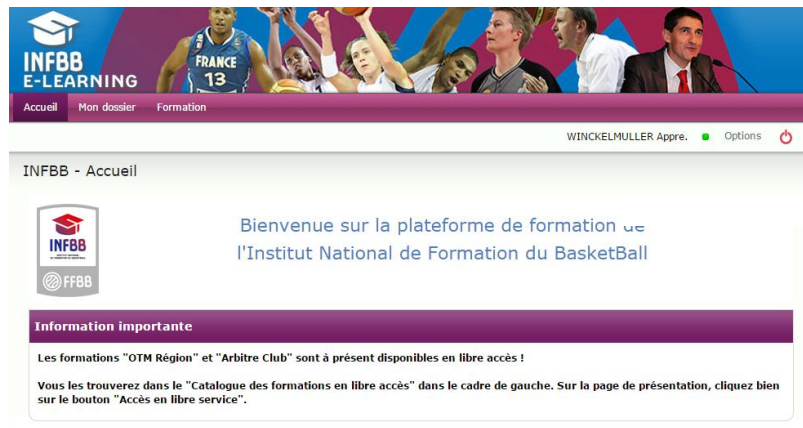 INFBB
E-LEARNING
FRANCE
13
Accueil Mon dossier Formation
WINCKELMULLER Appre. Options
INFBB - Accueil
INFBB
FFBB
Bienvenue sur la plateforme de formation de
l'Institut National de Formation du BasketBall
Information importante
Les formations "OTM Région" et "Arbitre Club" sont à présent disponibles en libre accès !
Vous les trouverez dans le "Catalogue des formations en libre accès" dans le cadre de gauche. Sur la page de présentation, cliquez bien
sur le bouton "Accès en libre service".